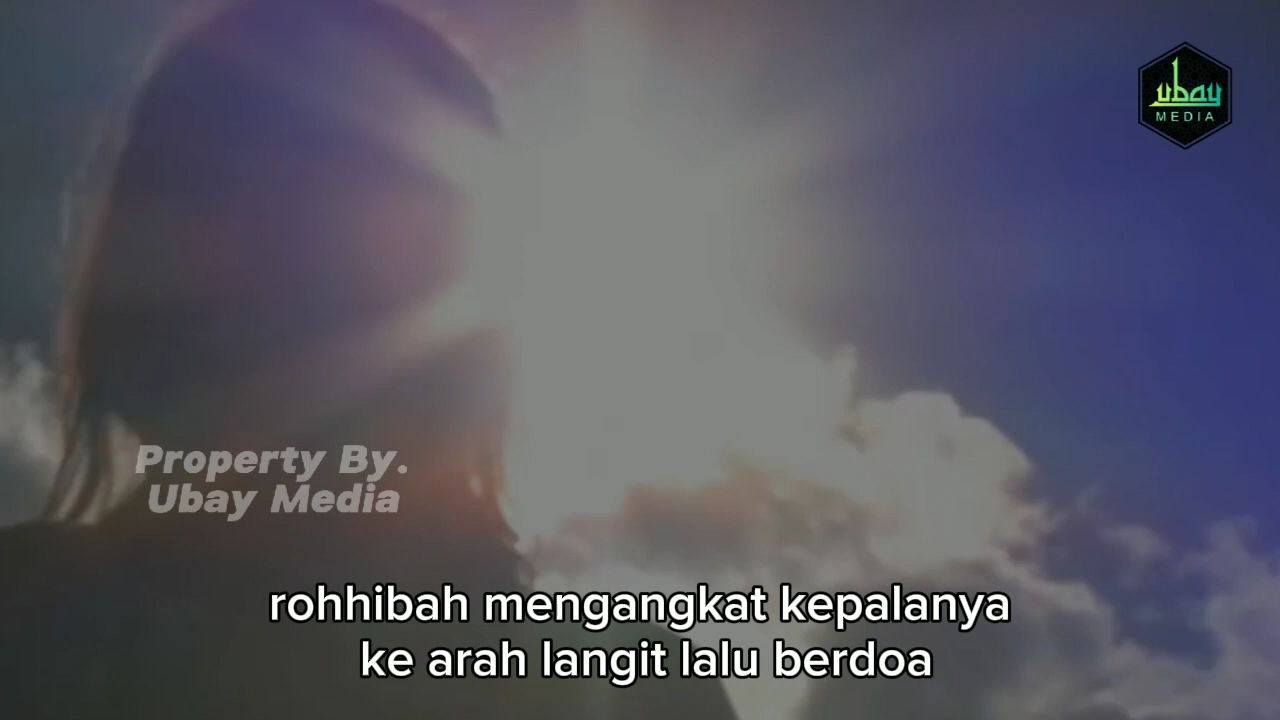 ubay
MEDIA
Property By.
Ubay Media
rohhibah mengangkat kepalanya
ke arah langit lalu berdoa